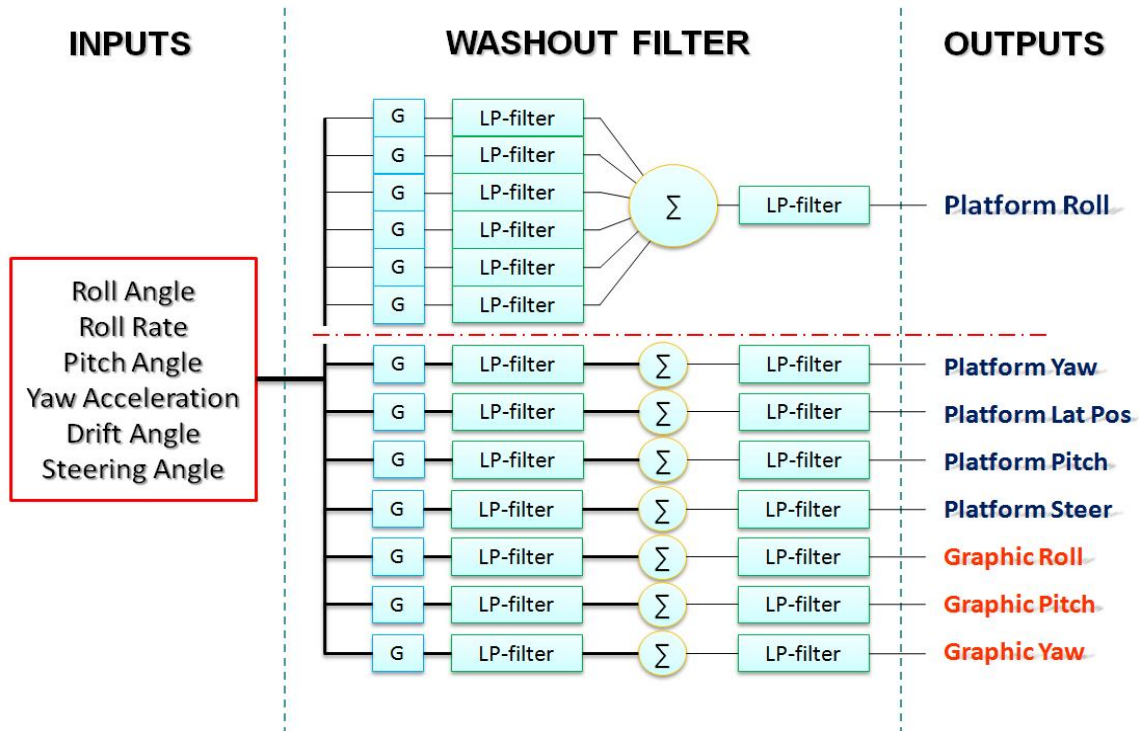 INPUTS WASHOUT FILTER OUTPUTS
G LP-filter
G LP-filter
G LP-filter
G LP-filter
G LP-filter
G LP-filter
Σ LP-filter Platform Roll
Roll Angle
Roll Rate
Pitch Angle
Yaw Acceleration
Drift Angle
Steering Angle
G LP-filter Σ LP-filter Platform Yaw
G LP-filter Σ LP-filter Platform Lat Pos
G LP-filter Σ LP-filter Platform Pitch
G LP-filter Σ LP-filter Platform Steer
G LP-filter Σ LP-filter Graphic Roll
G LP-filter Σ LP-filter Graphic Pitch
G LP-filter Σ LP-filter Graphic Yaw